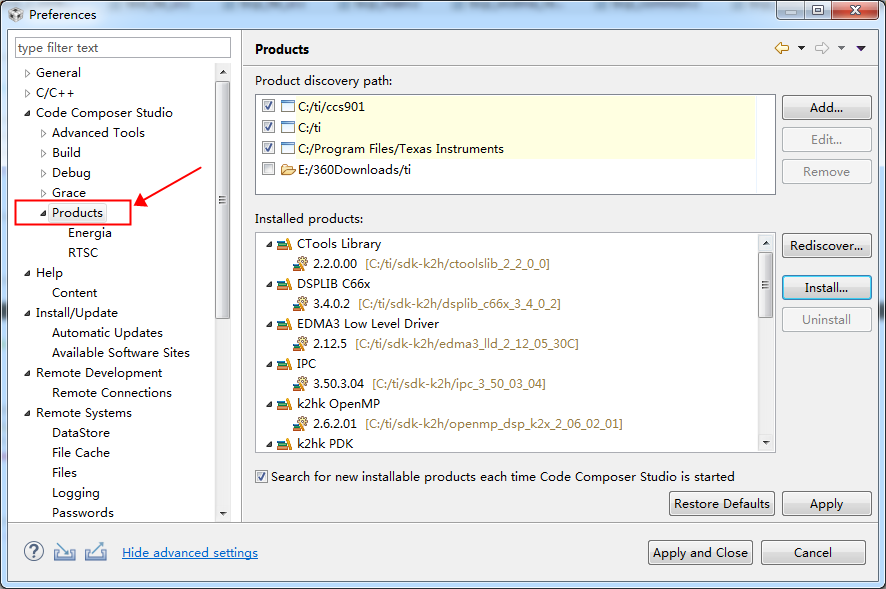 Preferences
type filter text
General
C/C++
Code Composer Studio
Advanced Tools
Build
Debug
Grace
Products
Energia
RTSC
Help
Content
Install/Update
Automatic Updates
Available Software Sites
Remote Development
Remote Connections
Remote Systems
DataStore
File Cache
Files
Logging
Passwords
Products
Product discovery path:
C:/ti/ccs901
C:/ti
C:/Program Files/Texas Instruments
E:/360Downloads/ti
Add...
Edit...
Remove
Installed products:
CTools Library
2.2.0.00 [C:/ti/sdk-k2h/ctoolslib_2_2_0_0]
DSPLIB C66x
3.4.0.2 [C:/ti/sdk-k2h/dsplib_c66x_3_4_0_2]
EDMA3 Low Level Driver
2.12.5 [C:/ti/sdk-k2h/edma3_lld_2_12_05_30C]
IPC
3.50.3.04 [C:/ti/sdk-k2h/ipc_3_50_03_04]
k2hk OpenMP
2.6.2.01 [C:/ti/sdk-k2h/openmp_dsp_k2x_2_06_02_01]
k2hk PDK
Rediscover...
Install...
Uninstall
Search for new installable products each time Code Composer Studio is started
Restore Defaults
Apply
?
Hide advanced settings
Apply and Close
Cancel